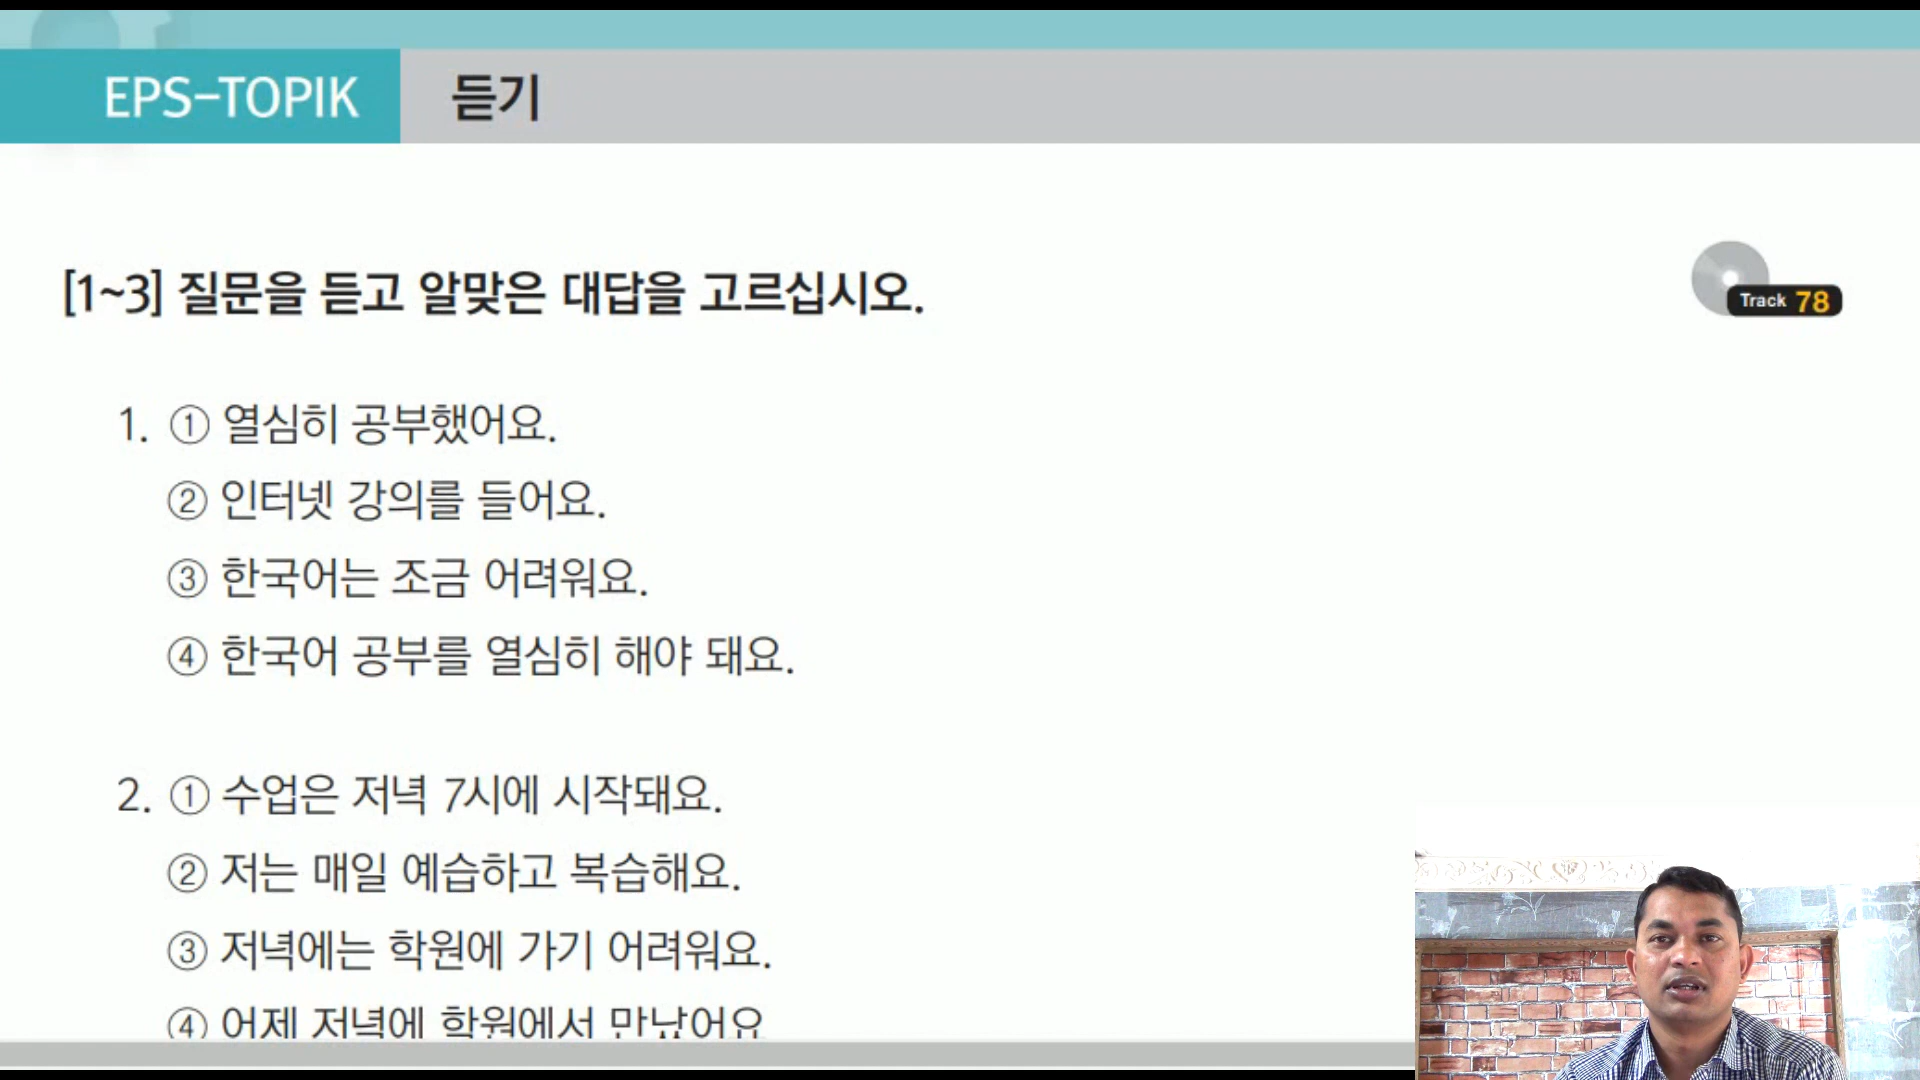 EPS-TOPIK 듣기
[1~3] 질문을 듣고 알맞은 대답을 고르십시오.
Track 78
1. ① 열심히 공부했어요.
② 인터넷 강의를 들어요.
③ 한국어는 조금 어려워요.
④ 한국어 공부를 열심히 해야 돼요.
2. ① 수업은 저녁 7시에 시작돼요.
② 저는 매일 예습하고 복습해요.
③ 저녁에는 학원에 가기 어려워요.
④ 어제 저녁에 학원에서 만났어요